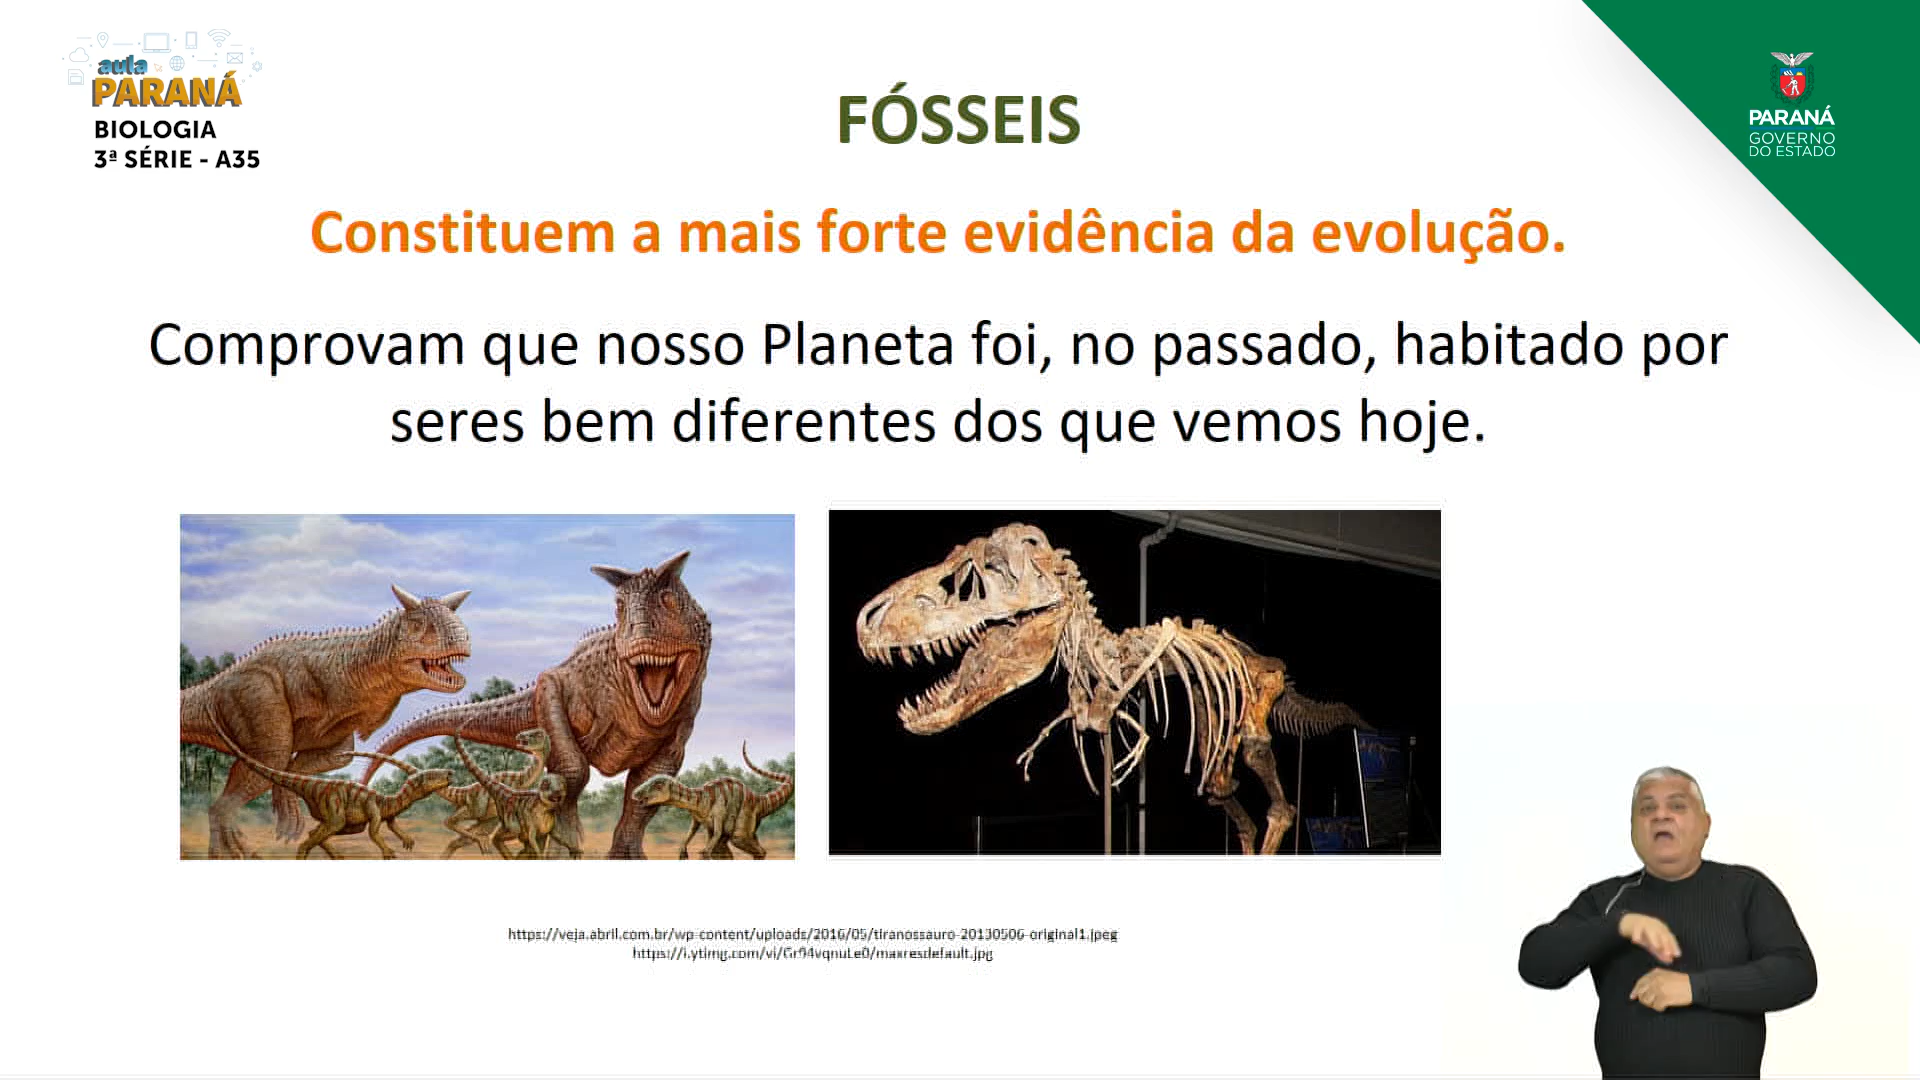 aula
PARANÁ
BIOLOGIA
3ª SÉRIE - A35
FÓSSEIS
PARANÁ
GOVERNO
DO ESTADO
Constituem a mais forte evidência da evolução.
Comprovam que nosso Planeta foi, no passado, habitado por
seres bem diferentes dos que vemos hoje.
https://veja.abril.com.br/wp-content/uploads/2016/05/tiranossauro-20130506-original1.jpeg